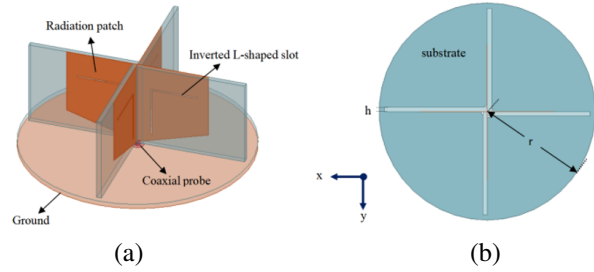 Radiation patch
Inverted L-shaped slot
Coaxial probe
Ground
(a)
substrate
h
r
x
y
(b)